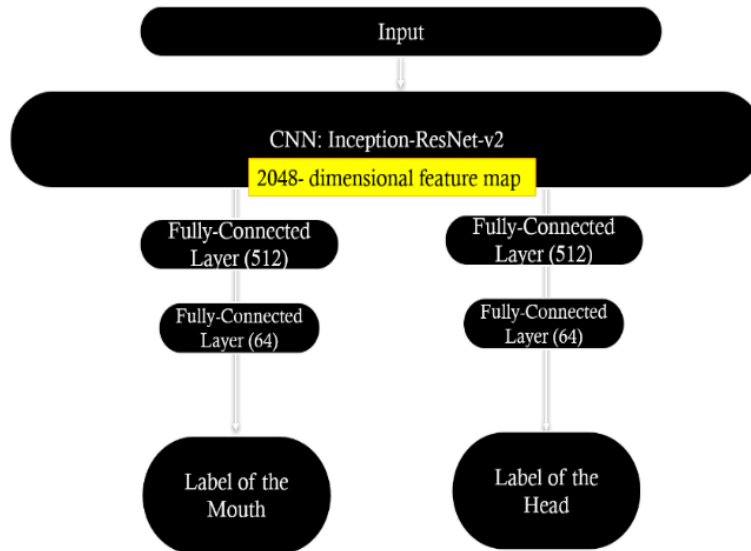 Input
CNN: Inception-ResNet-v2
2048- dimensional feature map
Fully-Connected
Layer (512)
Fully-Connected
Layer (512)
Fully-Connected
Layer (64)
Fully-Connected
Layer (64)
Label of the
Mouth
Label of the
Head